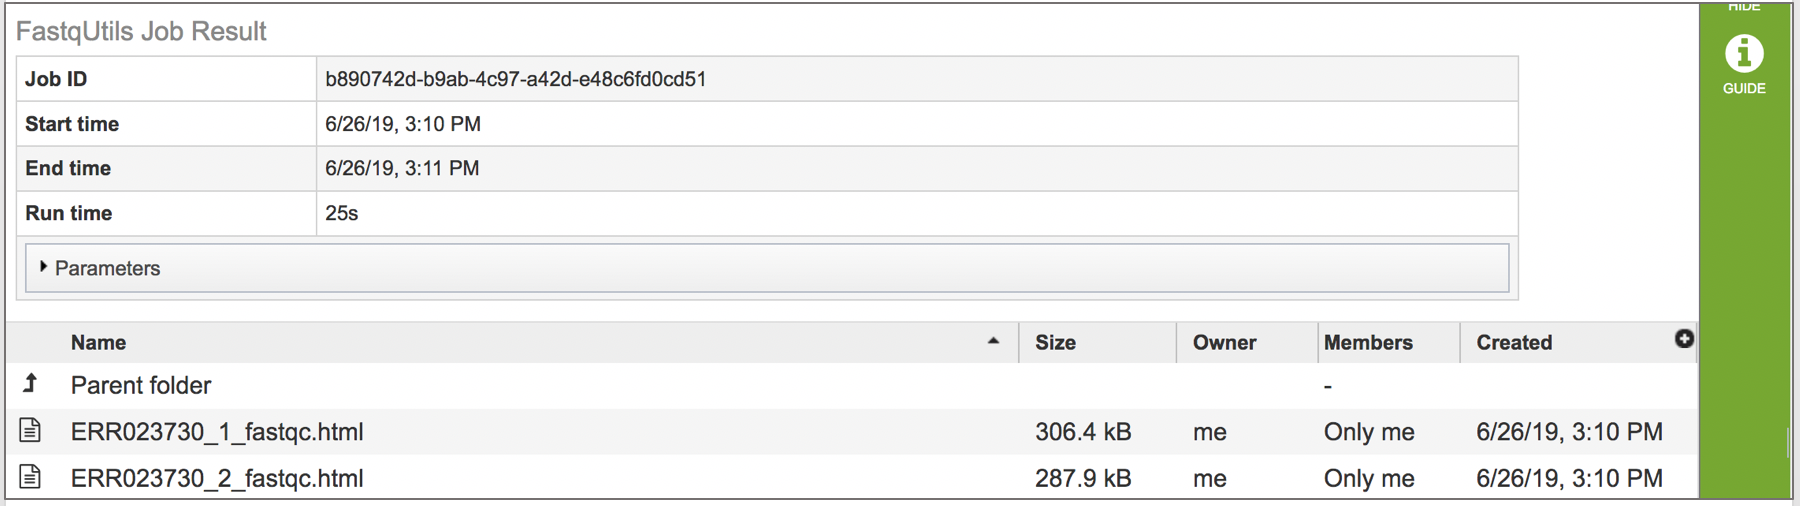 HIDE
FastqUtils Job Result
GUIDE
Job ID b890742d-b9ab-4c97-a42d-e48c6fd0cd51
Start time 6/26/19, 3:10 PM
End time 6/26/19, 3:11 PM
Run time 25s
Parameters
Name Size Owner Members Created
Parent folder -
ERR023730_1_fastqc.html 306.4 kB me Only me 6/26/19, 3:10 PM
ERR023730_2_fastqc.html 287.9 kB me Only me 6/26/19, 3:10 PM